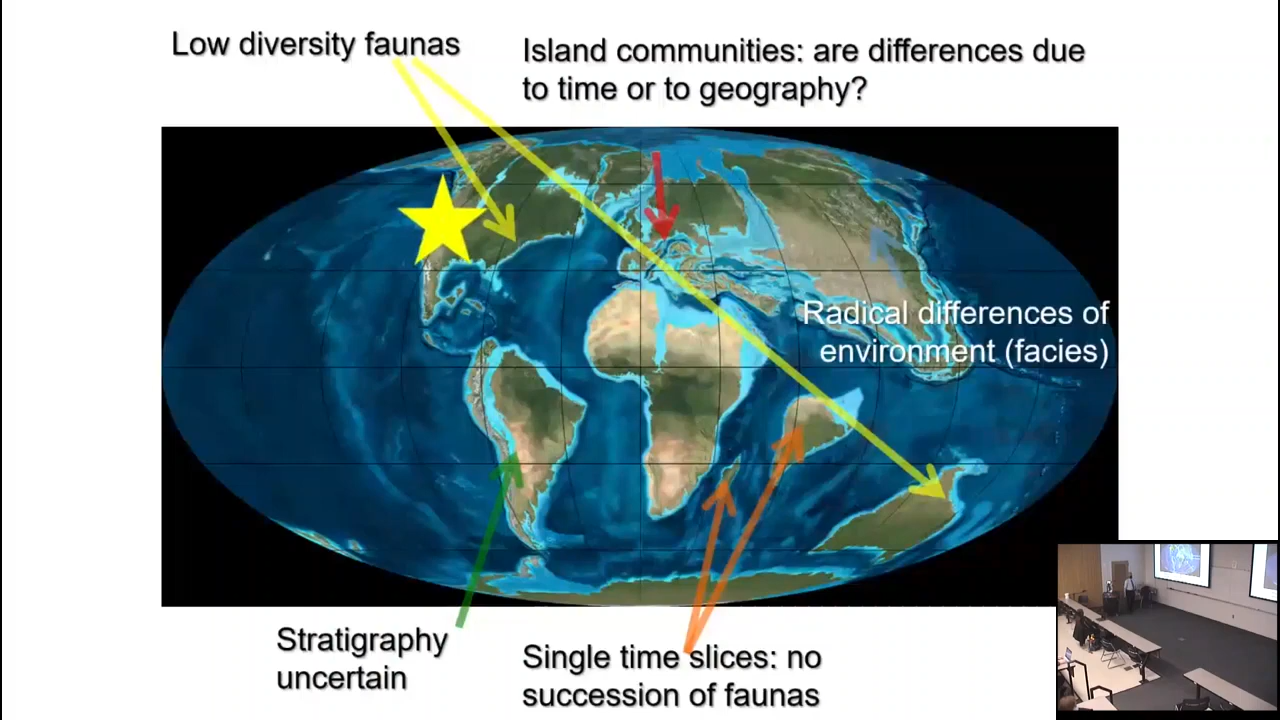 Low diversity faunas
Island communities: are differences due
to time or to geography?
Radical differences of
environment (facies)
Stratigraphy
uncertain
Single time slices: no
succession of faunas